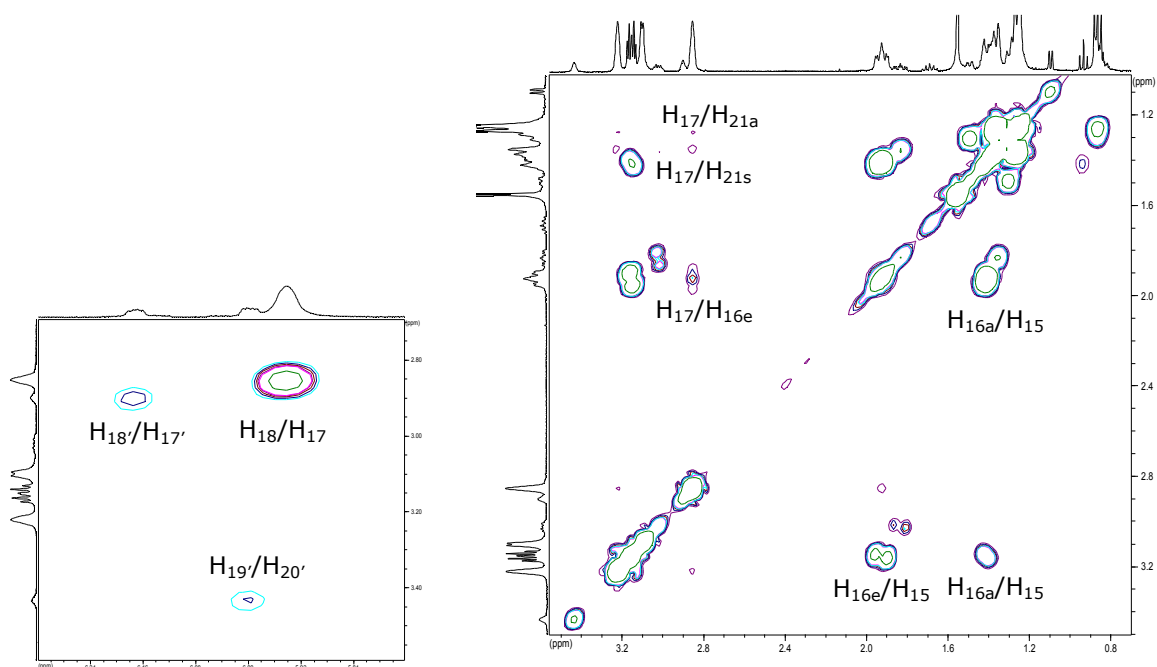 (ppm)
2.80
H18'/H17' H18/H17
3.00
3.20
H19'/H20'
3.40
(ppm)
(ppm)
H17/H21a
1.2
H17/H21s
1.6
2.0
H17/H16e H16a/H15
2.4
2.8
3.2
H16e/H15 H16a/H15
(ppm) 3.2 2.8 2.4 2.0 1.6 1.2 0.8